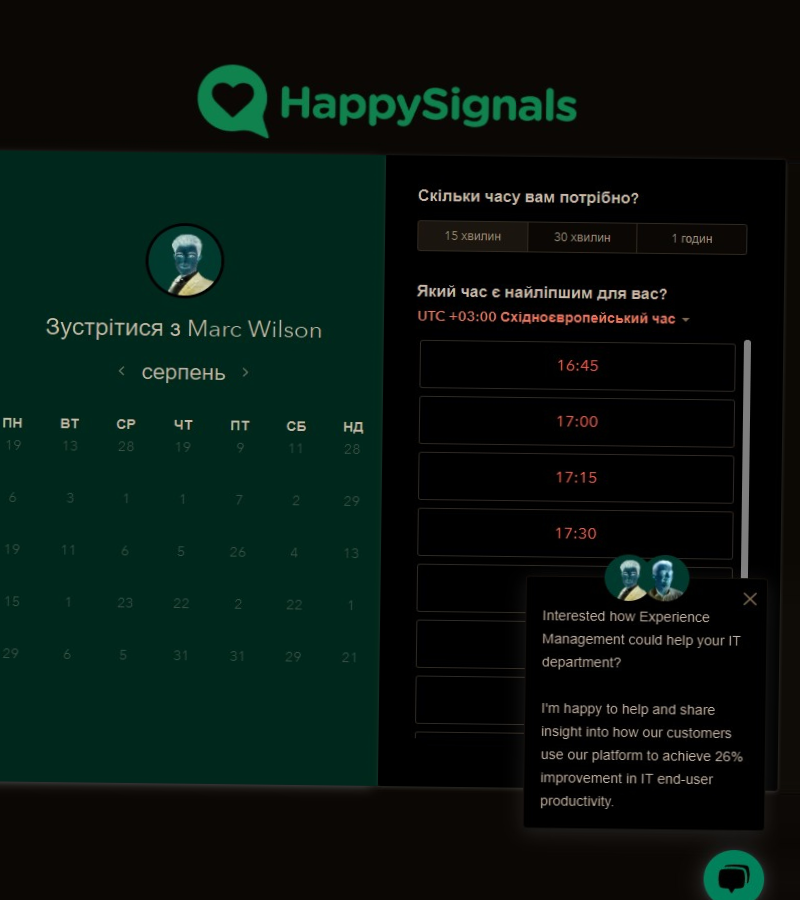 HappySignals
Зустрітися з Marc Wilson
серпень
ПН ВТ СР ЧТ ПТ СБ НД
19 13 28 19 9 11 28
6 3 1 1 7 2 29
19 11 6 5 26 4 13
15 1 23 22 2 22 1
29 6 5 31 31 29 21
Скільки часу вам потрібно?
15 хвилин 30 хвилин 1 годин
Який час є найліпшим для вас?
UTC +03:00 Східноєвропейський час
16:45
17:00
17:15
17:30
Interested how Experience
Management could help your IT
department?
I'm happy to help and share
insight into how our customers
use our platform to achieve 26%
improvement in IT end-user
productivity.